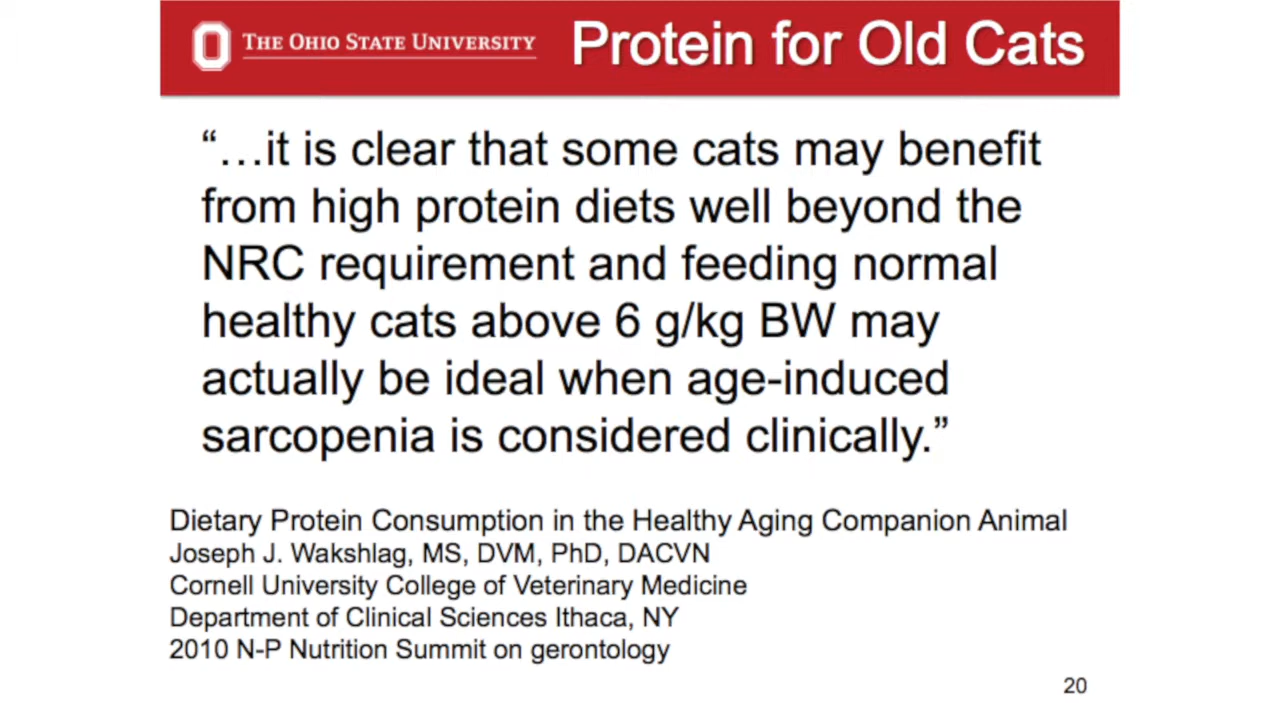 THE OHIO STATE UNIVERSITY Protein for Old Cats
“…it is clear that some cats may benefit
from high protein diets well beyond the
NRC requirement and feeding normal
healthy cats above 6 g/kg BW may
actually be ideal when age-induced
sarcopenia is considered clinically.”
Dietary Protein Consumption in the Healthy Aging Companion Animal
Joseph J. Wakshlag, MS, DVM, PhD, DACVN
Cornell University College of Veterinary Medicine
Department of Clinical Sciences Ithaca, NY
2010 N-P Nutrition Summit on gerontology
20